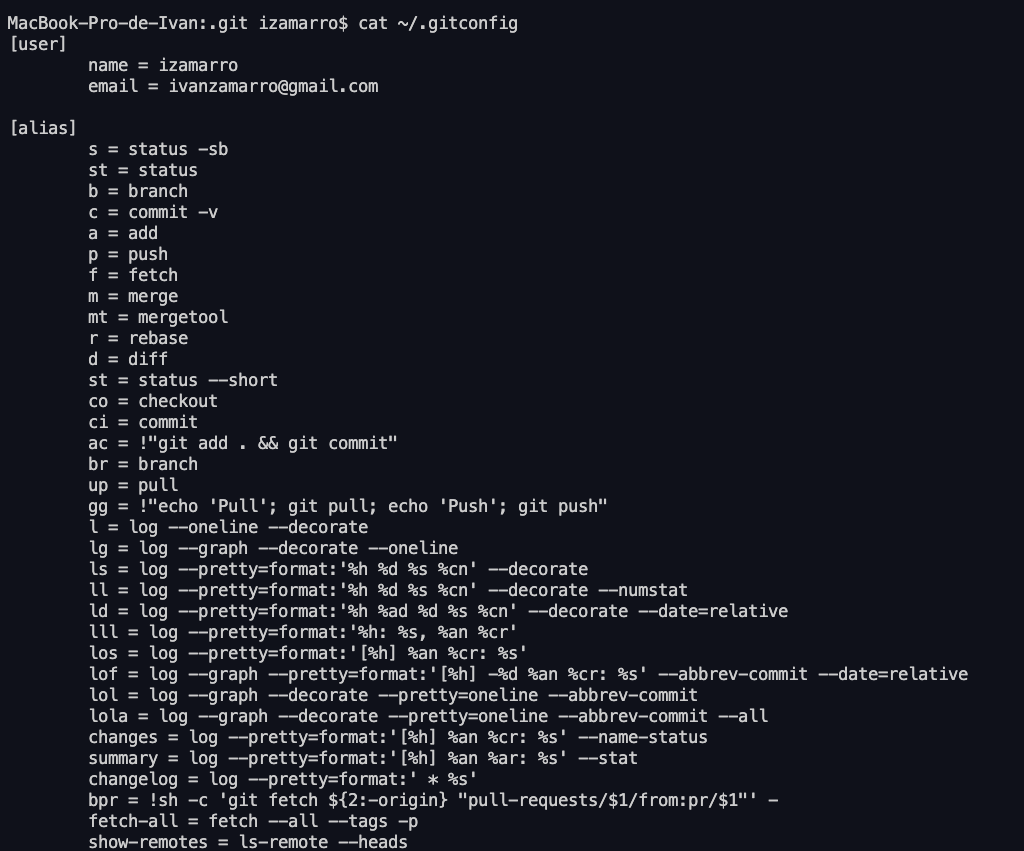 MacBook-Pro-de-Ivan:.git izamarro$ cat ~/.gitconfig
[user]
name = izamarro
email = ivanzamarro@gmail.com
[alias]
s = status -sb
st = status
b = branch
c = commit -v
a = add
p = push
f = fetch
m = merge
mt = mergetool
r = rebase
d = diff
st = status --short
co = checkout
ci = commit
ac = !"git add . && git commit"
br = branch
up = pull
gg = !"echo 'Pull'; git pull; echo 'Push'; git push"
l = log --oneline --decorate
lg = log --graph --decorate --oneline
ls = log --pretty=format:'%h %d %s %cn' --decorate
ll = log --pretty=format:'%h %d %s %cn' --decorate --numstat
ld = log --pretty=format:'%h %ad %d %s %cn' --decorate --date=relative
lll = log --pretty=format:'%h: %s, %an %cr'
los = log --pretty=format:'[%h] %an %cr: %s'
lof = log --graph --pretty=format:'[%h] -%d %an %cr: %s' --abbrev-commit --date=relative
lol = log --graph --decorate --pretty=oneline --abbrev-commit
lola = log --graph --decorate --pretty=oneline --abbrev-commit --all
changes = log --pretty=format:'[%h] %an %cr: %s' --name-status
summary = log --pretty=format:'[%h] %an %ar: %s' --stat
changelog = log --pretty=format:' * %s'
bpr = !sh -c 'git fetch ${2:-origin} "pull-requests/$1/from:pr/$1"' -
fetch-all = fetch --all --tags -p
show-remotes = ls-remote --heads